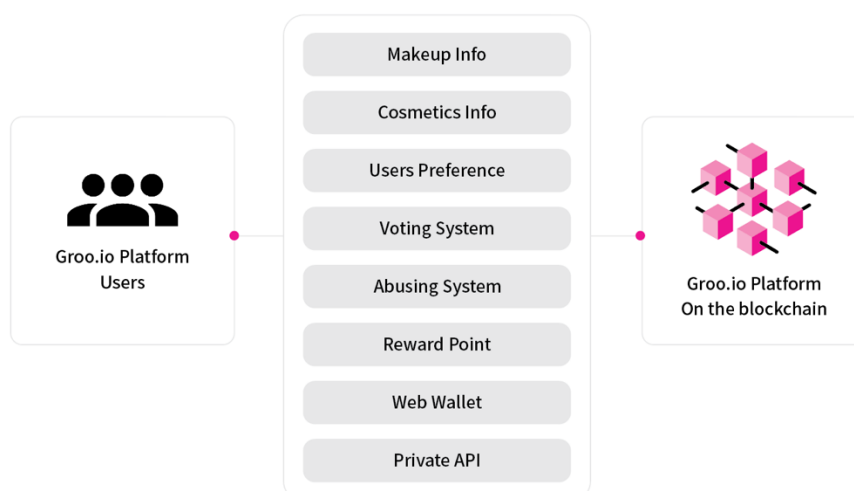 Makeup Info
Cosmetics Info
Users Preference
Voting System
Abusing System
Reward Point
Web Wallet
Private API
Groo.io Platform
Users
Groo.io Platform
On the blockchain